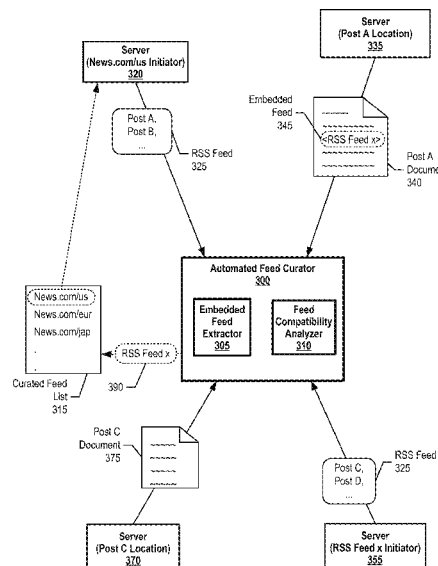 Server
(News.com/us Initiator)
320
Server
(Post A Location)
335
Post A,
Post B,
...
RSS Feed
325
Embedded
Feed
345
<RSS Feed x>
Post A
Docume
340
Automated Feed Curator
300
Embedded
Feed
Extractor
305
Feed
Compatibility
Analyzer
310
News.com/us
News.com/eur
News.com/jap
.
.
Curated Feed
List
315
RSS Feed x
390
Post C
Document
375
Post C,
Post D,
...
RSS Feed
325
Server
(Post C Location)
370
Server
(RSS Feed x Initiator)
355